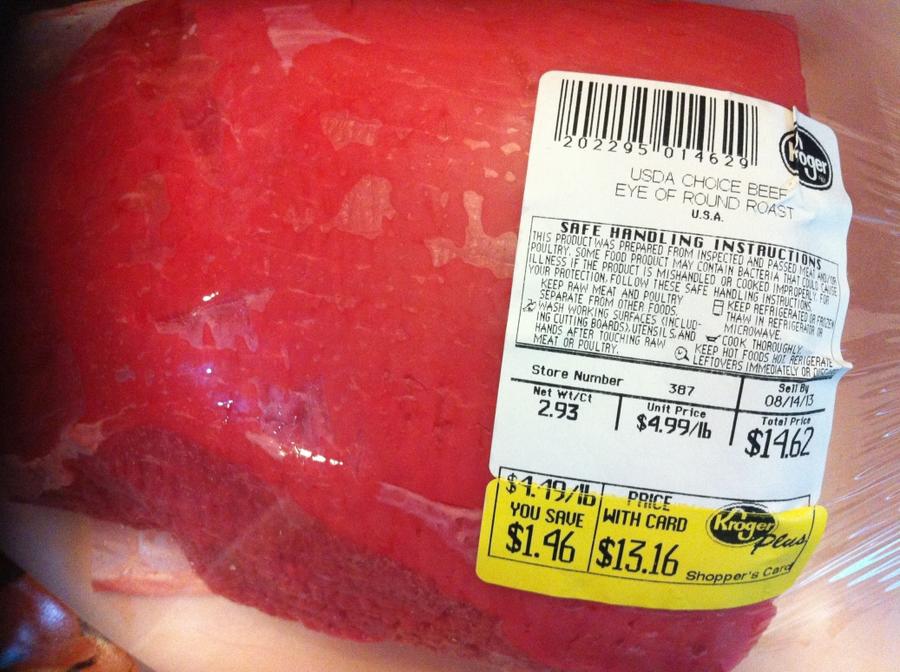 202295 014629
Kroger
USDA CHOICE BEEF
EYE OF ROUND ROAST
U.S.A.
SAFE HANDLING INSTRUCTIONS
THIS PRODUCT WAS PREPARED FROM INSPECTED AND PASSED MEAT AND/OR
POULTRY. SOME FOOD PRODUCT MAY CONTAIN BACTERIA THAT COULD CAUSE
ILLNESS IF THE PRODUCT IS MISHANDLED OR COOKED IMPROPERLY. FOR
YOUR PROTECTION, FOLLOW THESE SAFE HANDLING INSTRUCTIONS.
KEEP RAW MEAT AND POULTRY
SEPARATE FROM OTHER FOODS.
WASH WORKING SURFACES (INCLUD-
ING CUTTING BOARDS), UTENSILS, AND
HANDS AFTER TOUCHING RAW
MEAT OR POULTRY.
KEEP REFRIGERATED OR FROZEN
THAW IN REFRIGERATOR OR
MICROWAVE.
COOK THOROUGHLY.
KEEP HOT FOODS HOT REFRIGERATE
LEFTOVERS IMMEDIATELY OR
Store Number 387
Sell By
08/14/13
Net Wt/Ct
2.93
Unit Price
$4.99/lb
Total Price
$14.62
$4.49/lb
YOU SAVE
$1.46
PRICE
WITH CARD
$13.16
Kroger
Plus
Shopper's Card